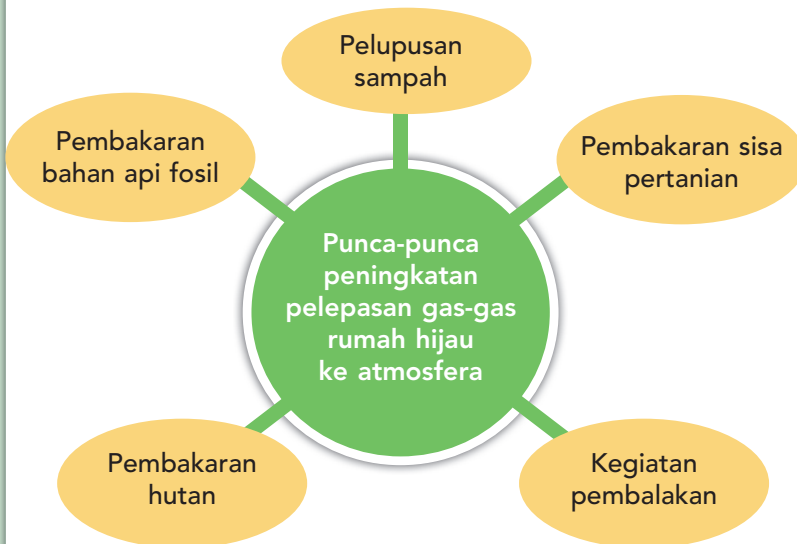 Pelupusan
sampah
Pembakaran
bahan api fosil
Pembakaran sisa
pertanian
Punca-punca
peningkatan
pelepasan gas-gas
rumah hijau
ke atmosfera
Pembakaran
hutan
Kegiatan
pembalakan